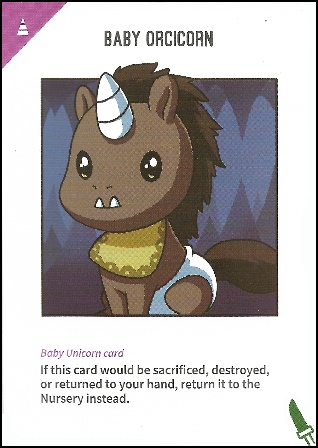 BABY ORCICORN
Baby Unicorn card
If this card would be sacrificed, destroyed,
or returned to your hand, return it to the
Nursery instead.